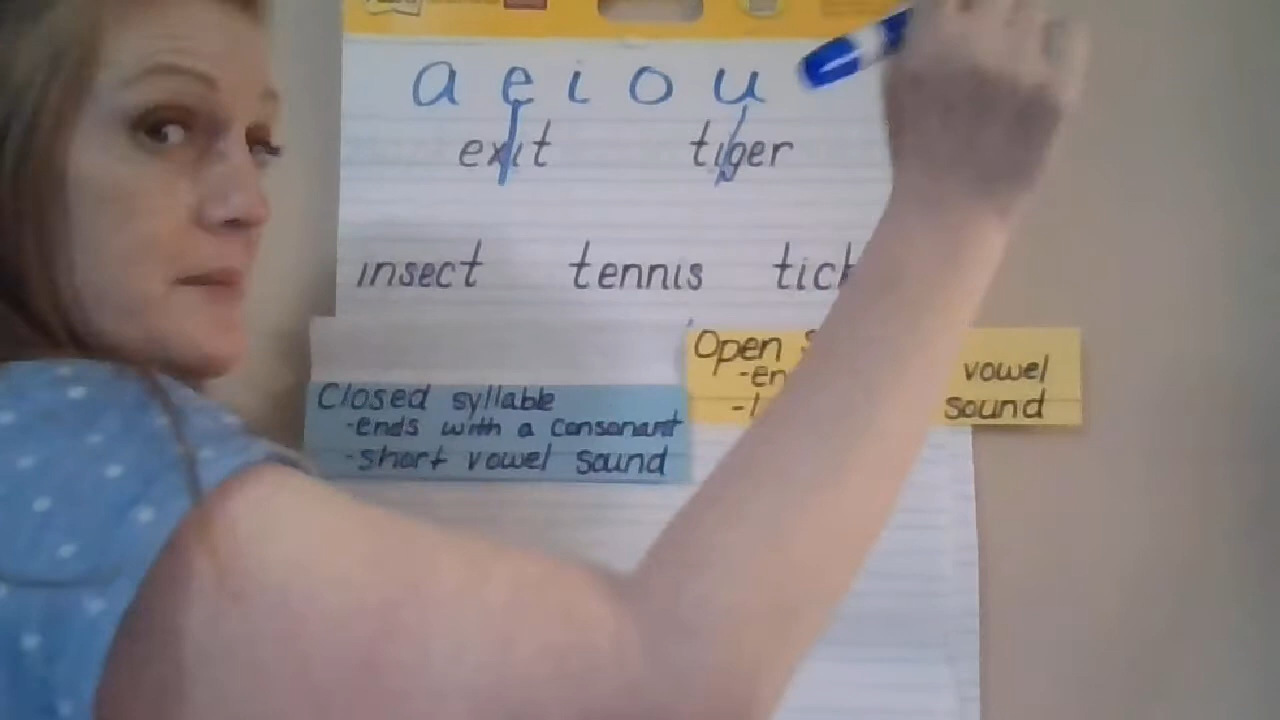 a e i o u
exit tiger
insect tennis
Open
vowel
sound
Closed syllable
-ends with a consonant
-short vowel sound